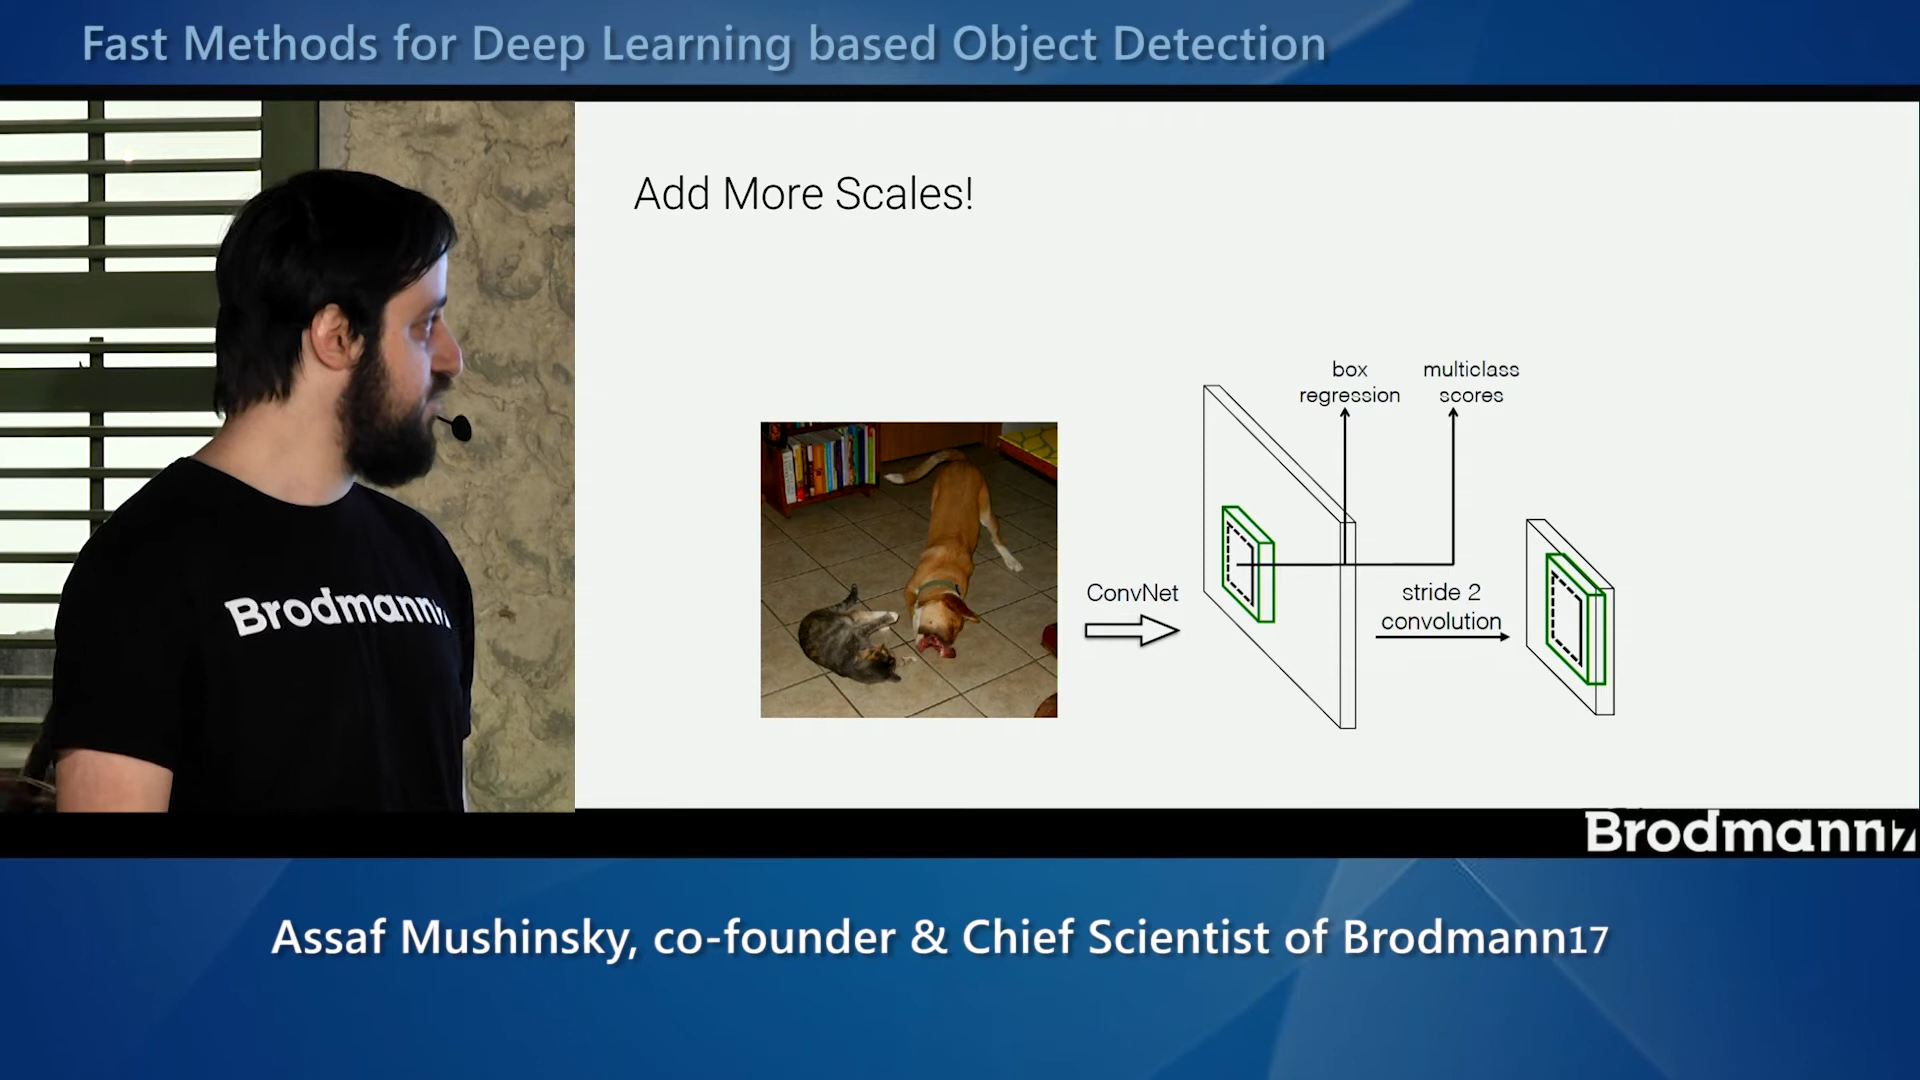 Fast Methods for Deep Learning based Object Detection
Add More Scales!
box
regression
multiclass
scores
ConvNet
stride 2
convolution
Brodmann17
Brodmann17
Assaf Mushinsky, co-founder & Chief Scientist of Brodmann17